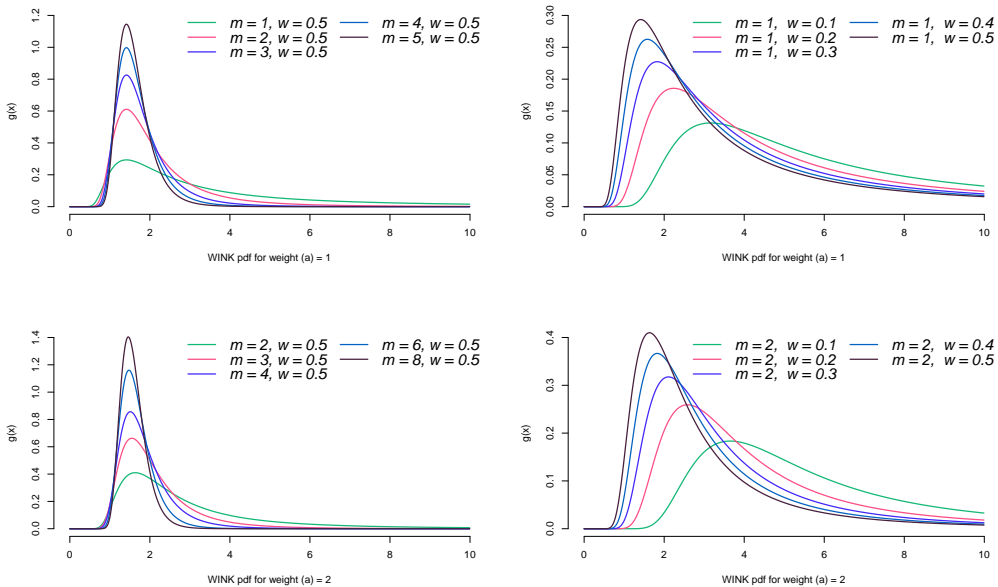 m = 1, w = 0.5
m = 2, w = 0.5
m = 3, w = 0.5
m = 4, w = 0.5
m = 5, w = 0.5
g(x)
1.2
1.0
0.8
0.6
0.4
0.2
0.0
0 2 4 6 8 10
WINK pdf for weight (a) = 1
m = 1, w = 0.1
m = 1, w = 0.2
m = 1, w = 0.3
m = 1, w = 0.4
m = 1, w = 0.5
g(x)
0.30
0.25
0.20
0.15
0.10
0.05
0.00
0 2 4 6 8 10
WINK pdf for weight (a) = 1
m = 2, w = 0.5
m = 3, w = 0.5
m = 4, w = 0.5
m = 6, w = 0.5
m = 8, w = 0.5
g(x)
1.4
1.2
1.0
0.8
0.6
0.4
0.2
0.0
0 2 4 6 8 10
WINK pdf for weight (a) = 2
m = 2, w = 0.1
m = 2, w = 0.2
m = 2, w = 0.3
m = 2, w = 0.4
m = 2, w = 0.5
g(x)
0.4
0.3
0.2
0.1
0.0
0 2 4 6 8 10
WINK pdf for weight (a) = 2